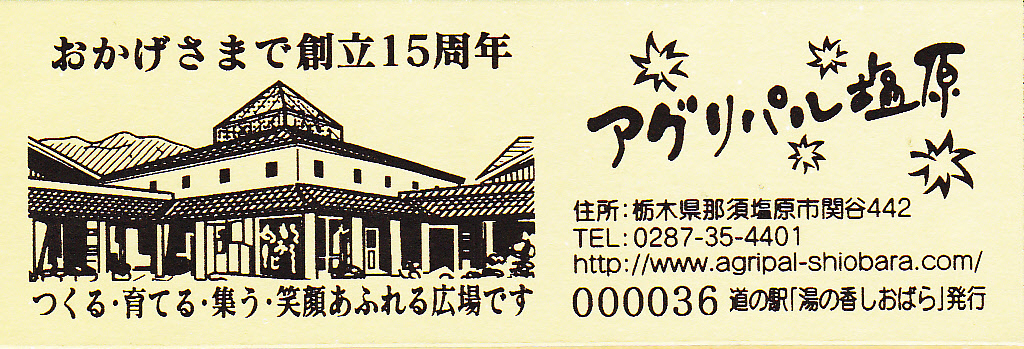 おかげさまで創立15周年
つくる・育てる・集う・笑顔あふれる広場です
アグリパル塩原
住所:栃木県那須塩原市関谷442
TEL:0287-35-4401
http://www.agripal-shiobara.com/
000036 道の駅「湯の香しおばら」発行